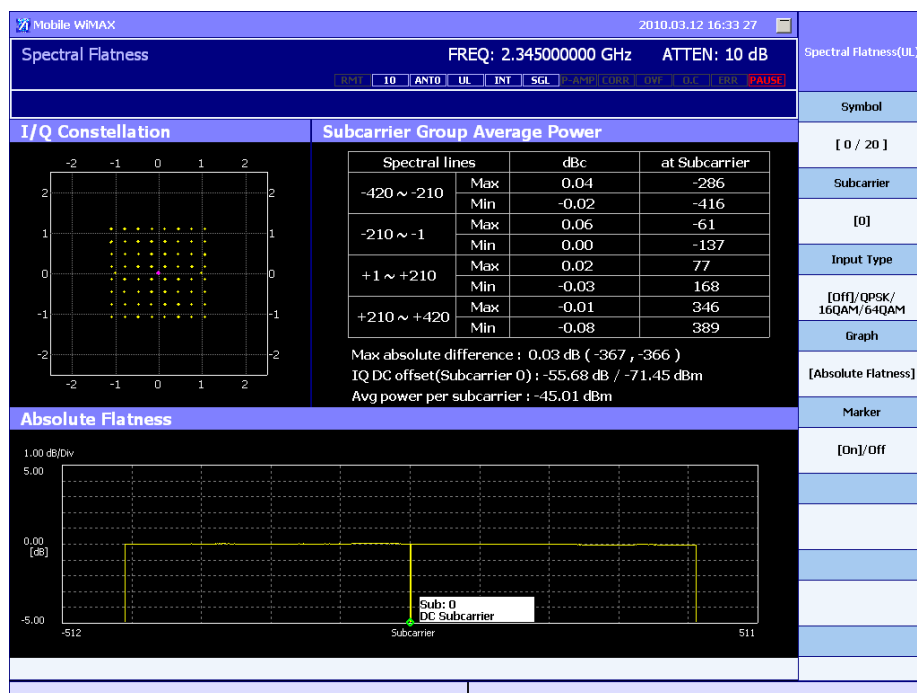 Mobile WiMAX 2010.03.12 16:33 27
Spectral Flatness FREQ: 2.345000000 GHz ATTEN: 10 dB
RMT 10 ANT0 UL INT SGL P-AMP CORR OVF O.C ERR PAUSE
I/Q Constellation
-2 -1 0 1 2
2 2
1 1
0 0
-1 -1
-2 -2
-2 -1 0 1 2
Subcarrier Group Average Power
Spectral lines dBc at Subcarrier
-420 ~ -210 Max 0.04 -286
Min -0.02 -416
-210 ~ -1 Max 0.06 -61
Min 0.00 -137
+1 ~ +210 Max 0.02 77
Min -0.03 168
+210 ~ +420 Max -0.01 346
Min -0.08 389
Max absolute difference : 0.03 dB ( -367 , -366 )
IQ DC offset(Subcarrier 0) : -55.68 dB / -71.45 dBm
Avg power per subcarrier : -45.01 dBm
Absolute Flatness
1.00 dB/Div
5.00
0.00
[dB]
-5.00
Sub: 0
DC Subcarrier
-512 Subcarrier 511
Spectral Flatness(UL)
Symbol
[ 0 / 20 ]
Subcarrier
[0]
Input Type
[Off]/QPSK/
16QAM/64QAM
Graph
[Absolute Flatness]
Marker
[On]/Off